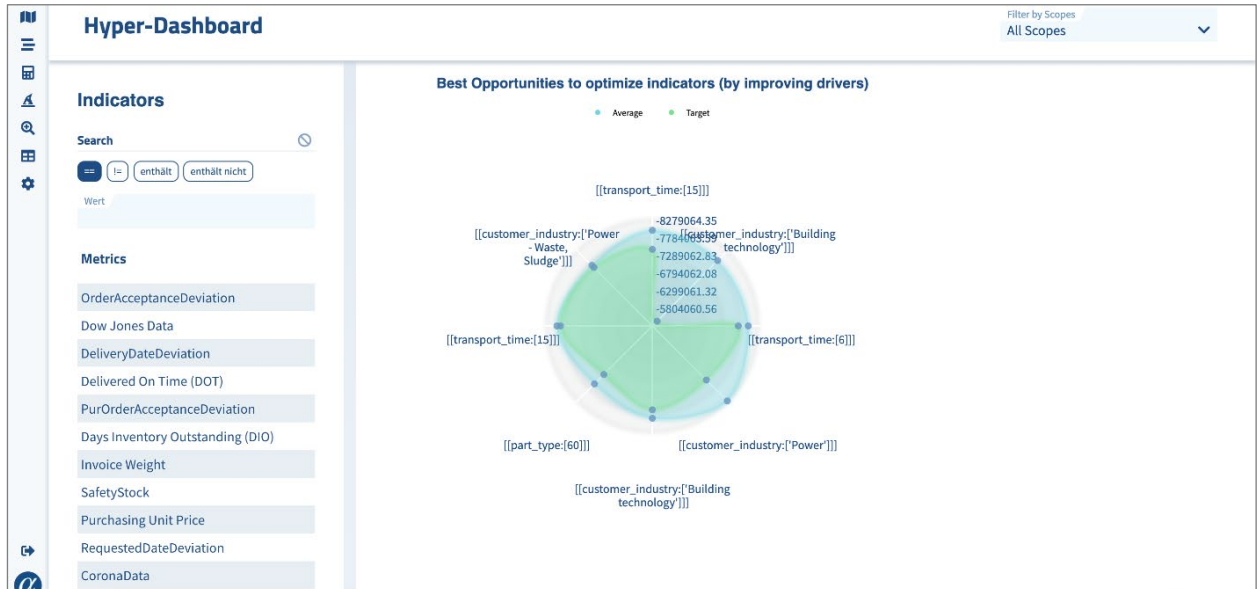 Hyper-Dashboard
Filter by Scopes
All Scopes
Indicators
Search
==
!=
enthält
enthält nicht
Wert
Metrics
OrderAcceptanceDeviation
Dow Jones Data
DeliveryDateDeviation
Delivered On Time (DOT)
PurOrderAcceptanceDeviation
Days Inventory Outstanding (DIO)
Invoice Weight
SafetyStock
Purchasing Unit Price
RequestedDateDeviation
CoronaData
Best Opportunities to optimize indicators (by improving drivers)
Average
Target
[[transport_time:[15]]]
-8279064.35
-7784063.59
-7289062.83
-6794062.08
-6299061.32
-5804060.56
[[customer_industry:['Building
technology']]]
[[transport_time:[6]]]
[[customer_industry:['Power']]]
[[customer_industry:['Building
technology']]]
[[part_type:[60]]]
[[transport_time:[15]]]
[[customer_industry:['Power
- Waste,
Sludge']]]